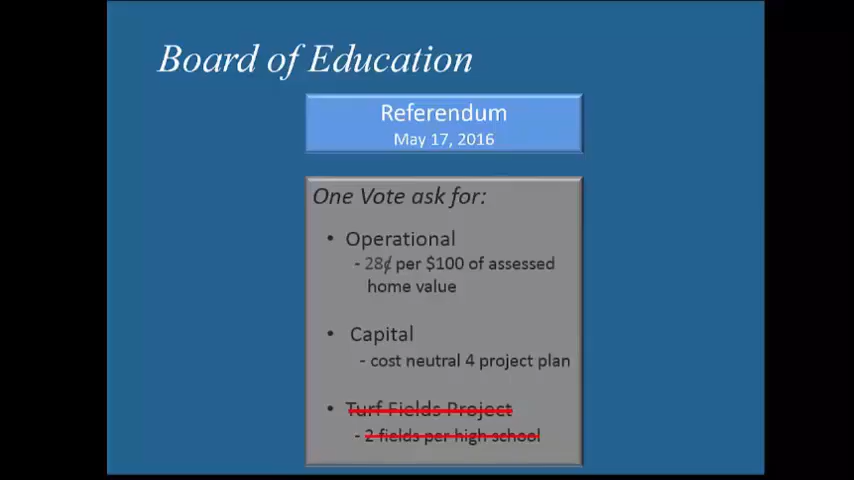 Board of Education
Referendum
May 17, 2016
One Vote ask for:
• Operational
- 28¢ per $100 of assessed
home value
• Capital
- cost neutral 4 project plan
• Turf Fields Project
- 2 fields per high school